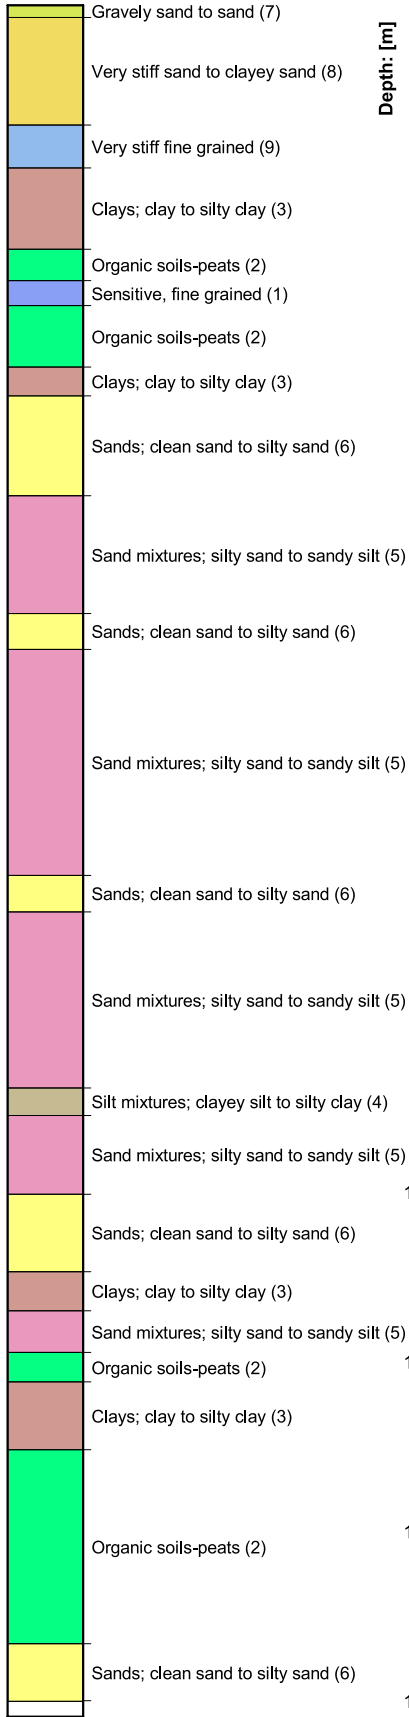 Gravely sand to sand (7)
Depth: [m]
Very stiff sand to clayey sand (8)
Very stiff fine grained (9)
Clays; clay to silty clay (3)
Organic soils-peats (2)
Sensitive, fine grained (1)
Organic soils-peats (2)
Clays; clay to silty clay (3)
Sands; clean sand to silty sand (6)
Sand mixtures; silty sand to sandy silt (5)
Sands; clean sand to silty sand (6)
Sand mixtures; silty sand to sandy silt (5)
Sands; clean sand to silty sand (6)
Sand mixtures; silty sand to sandy silt (5)
Silt mixtures; clayey silt to silty clay (4)
Sand mixtures; silty sand to sandy silt (5)
Sands; clean sand to silty sand (6)
Clays; clay to silty clay (3)
Sand mixtures; silty sand to sandy silt (5)
Organic soils-peats (2)
Clays; clay to silty clay (3)
Organic soils-peats (2)
Sands; clean sand to silty sand (6)